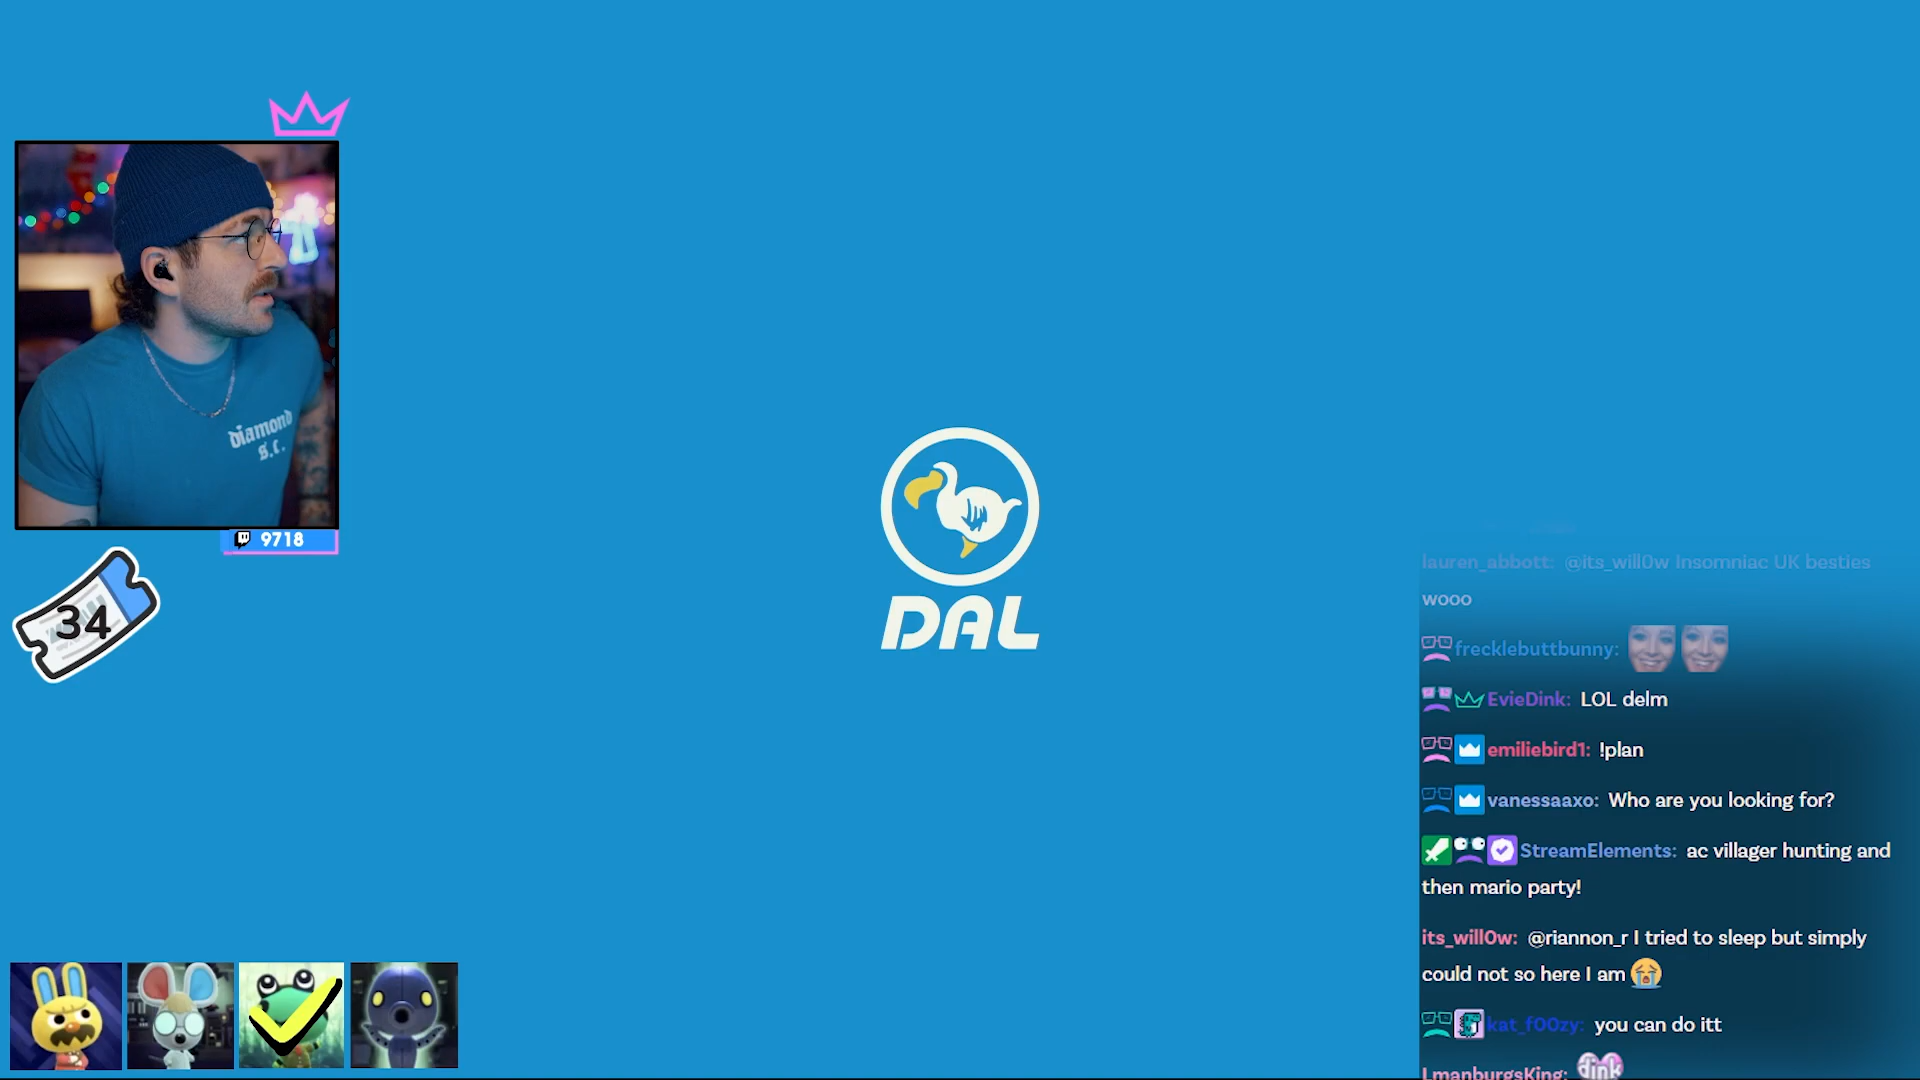 diamond
s.c.
9718
34
DAL
lauren_abbott: @its_will0w Insomniac UK besties
wooo
frecklebuttbunny:
EvieDink: LOL delm
emiliebird1: !plan
vanessaaxo: Who are you looking for?
StreamElements: ac villager hunting and
then mario party!
its_will0w: @riannon_r I tried to sleep but simply
could not so here I am
kat_f00zy: you can do itt
LmanburgsKing: dink